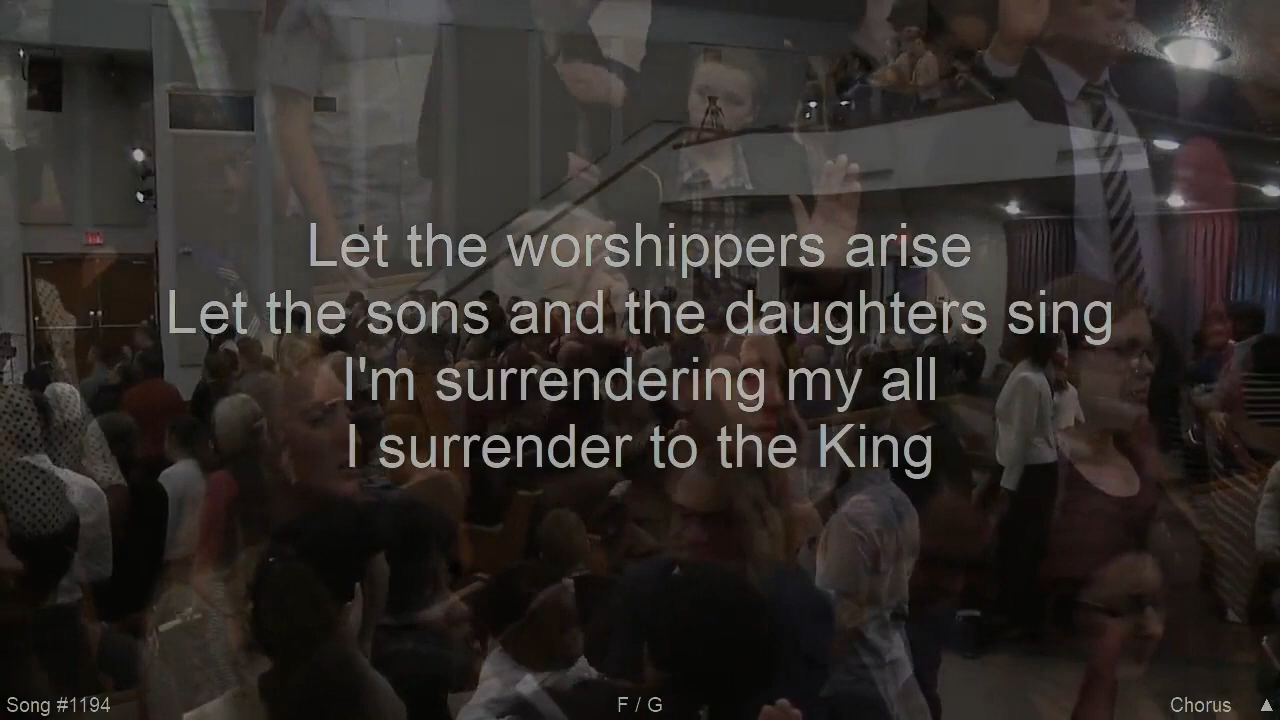 Let the worshippers arise
Let the sons and the daughters sing
I'm surrendering my all
I surrender to the King
Song #1194
F / G
Chorus ▲